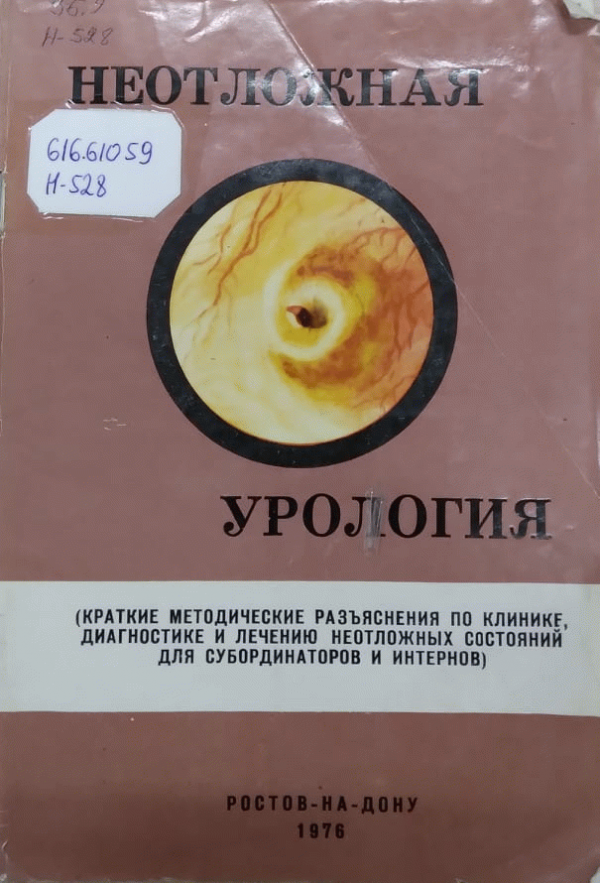 56.9
Н-528
НЕОТЛОЖНАЯ
616.61059
Н-528
УРОЛОГИЯ
(КРАТКИЕ МЕТОДИЧЕСКИЕ РАЗЪЯСНЕНИЯ ПО КЛИНИКЕ,
ДИАГНОСТИКЕ И ЛЕЧЕНИЮ НЕОТЛОЖНЫХ СОСТОЯНИЙ
ДЛЯ СУБОРДИНАТОРОВ И ИНТЕРНОВ)
РОСТОВ-НА-ДОНУ
1976